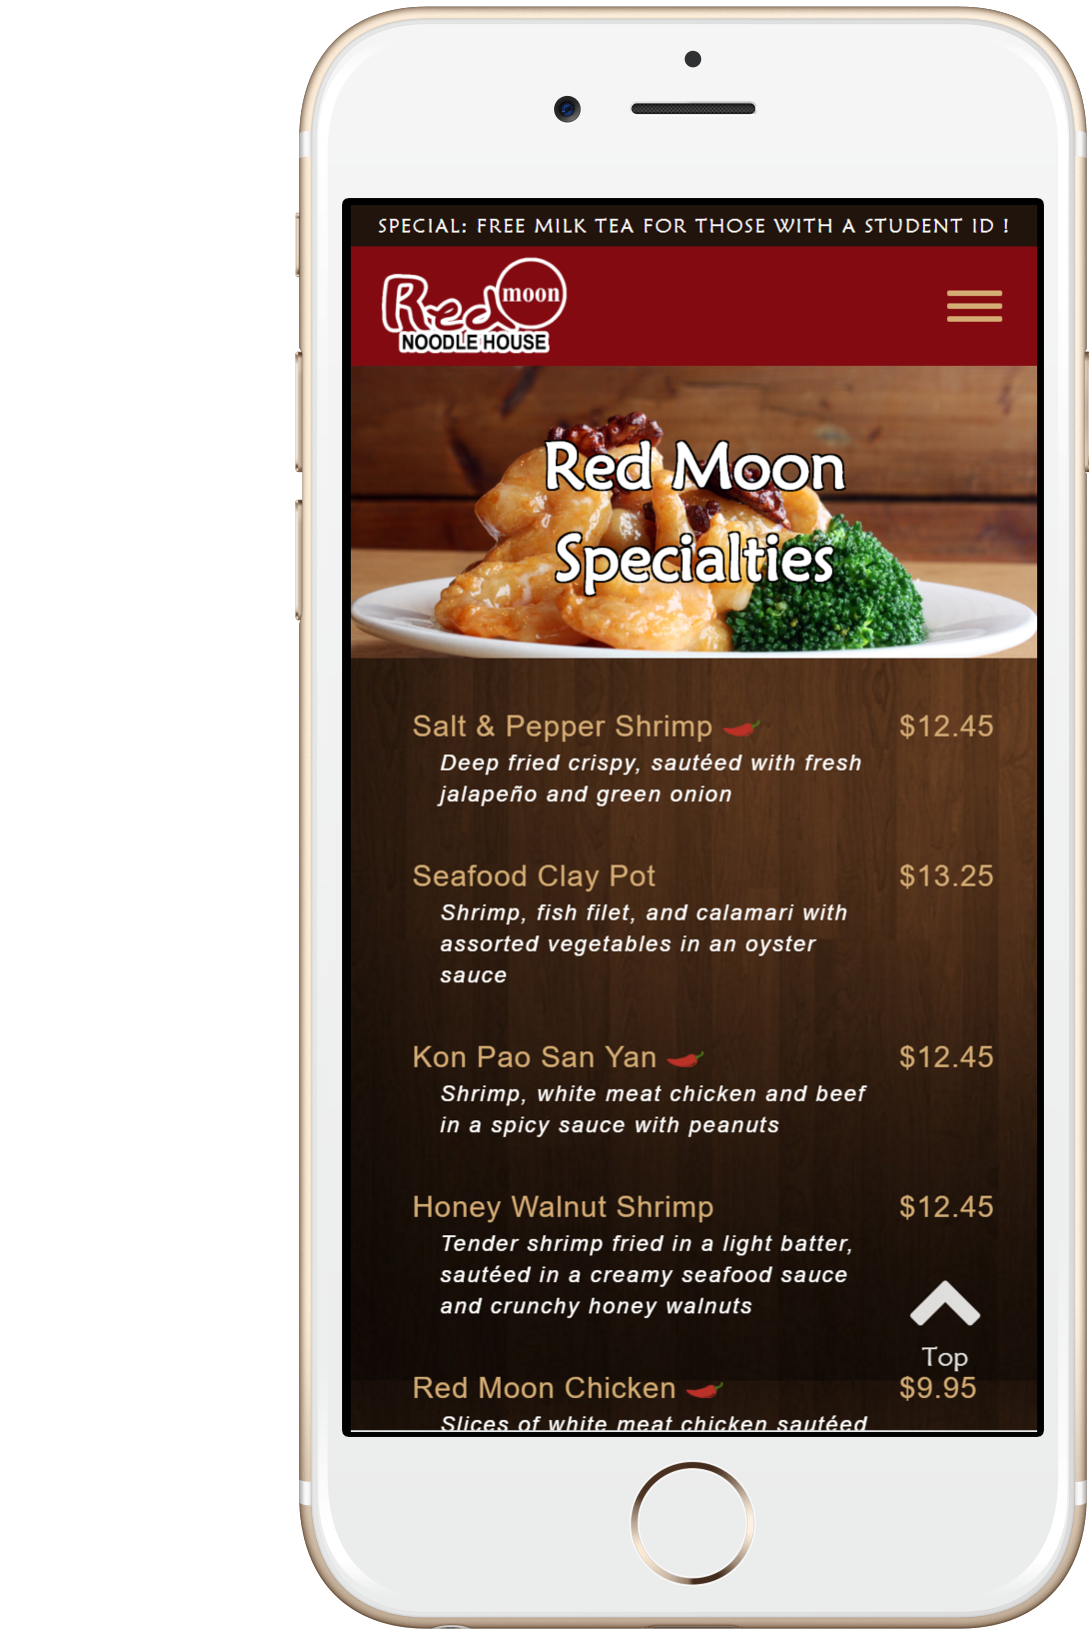 SPECIAL: FREE MILK TEA FOR THOSE WITH A STUDENT ID !
Red moon
NOODLE HOUSE
Red Moon
Specialties
Salt & Pepper Shrimp $12.45
Deep fried crispy, sautéed with fresh
jalapeño and green onion
Seafood Clay Pot $13.25
Shrimp, fish filet, and calamari with
assorted vegetables in an oyster
sauce
Kon Pao San Yan $12.45
Shrimp, white meat chicken and beef
in a spicy sauce with peanuts
Honey Walnut Shrimp $12.45
Tender shrimp fried in a light batter,
sautéed in a creamy seafood sauce
and crunchy honey walnuts
Top
Red Moon Chicken $9.95
Slices of white meat chicken sautéed